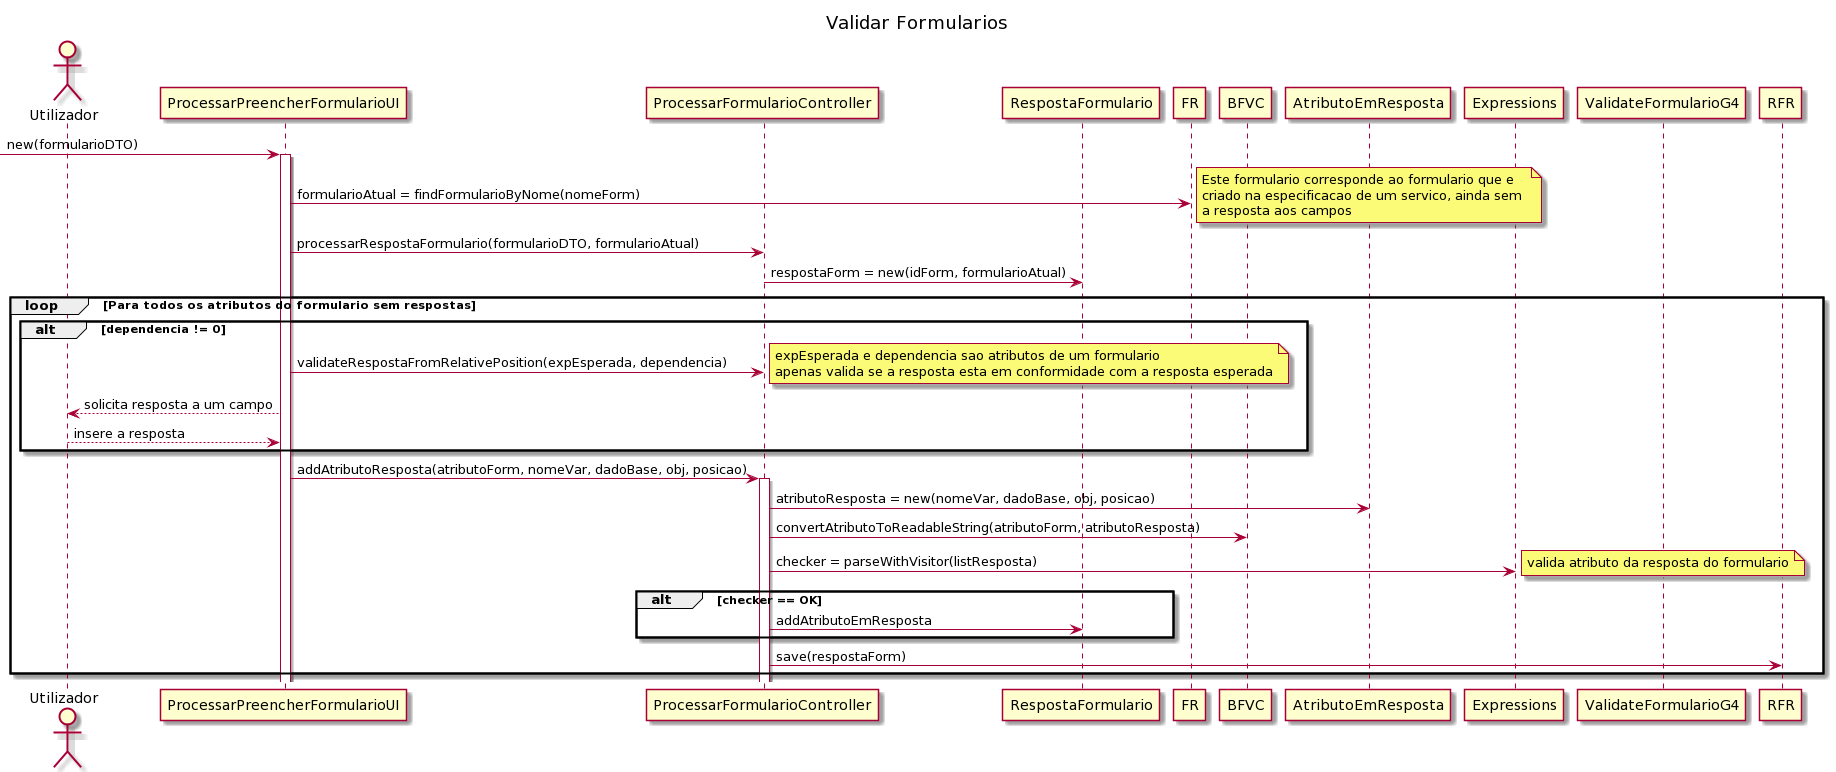 Validar Formularios
Utilizador
ProcessarPreencherFormularioUI
ProcessarFormularioController
RespostaFormulario
FR
BFVC
AtributoEmResposta
Expressions
ValidateFormularioG4
RFR
new(formularioDTO)
Este formulario corresponde ao formulario que e
criado na especificacao de um servico, ainda sem
a resposta aos campos
formularioAtual = findFormularioByNome(nomeForm)
processarRespostaFormulario(formularioDTO, formularioAtual)
respostaForm = new(idForm, formularioAtual)
loop [Para todos os atributos do formulario sem respostas]
alt [dependencia != 0]
validateRespostaFromRelativePosition(expEsperada, dependencia)
expEsperada e dependencia sao atributos de um formulario
apenas valida se a resposta esta em conformidade com a resposta esperada
solicita resposta a um campo
insere a resposta
addAtributoResposta(atributoForm, nomeVar, dadoBase, obj, posicao)
atributoResposta = new(nomeVar, dadoBase, obj, posicao)
convertAtributoToReadableString(atributoForm, atributoResposta)
checker = parseWithVisitor(listResposta)
valida atributo da resposta do formulario
alt [checker == OK]
addAtributoEmResposta
save(respostaForm)
Utilizador
ProcessarPreencherFormularioUI
ProcessarFormularioController
RespostaFormulario
FR
BFVC
AtributoEmResposta
Expressions
ValidateFormularioG4
RFR